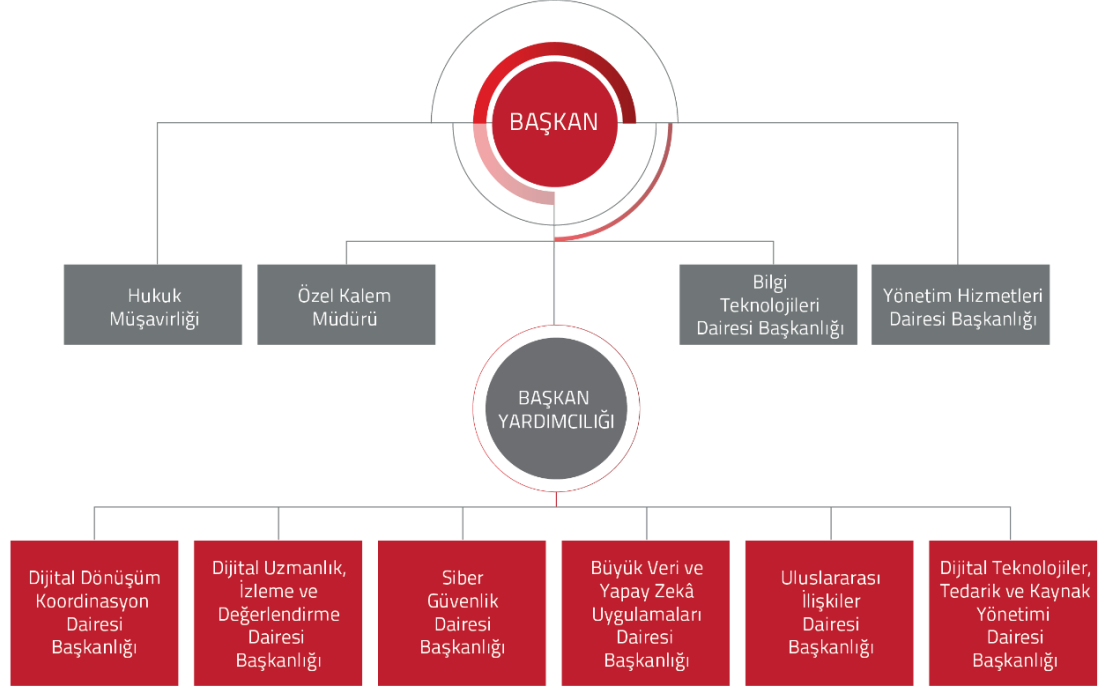 BAŞKAN
Hukuk
Müşavirliği
Özel Kalem
Müdürü
Bilgi
Teknolojileri
Dairesi Başkanlığı
Yönetim Hizmetleri
Dairesi Başkanlığı
BAŞKAN
YARDIMCILIĞI
Dijital Dönüşüm
Koordinasyon
Dairesi
Başkanlığı
Dijital Uzmanlık,
İzleme ve
Değerlendirme
Dairesi
Başkanlığı
Siber
Güvenlik
Dairesi
Başkanlığı
Büyük Veri ve
Yapay Zekâ
Uygulamaları
Dairesi
Başkanlığı
Uluslararası
İlişkiler
Dairesi
Başkanlığı
Dijital Teknolojiler,
Tedarik ve Kaynak
Yönetimi
Dairesi
Başkanlığı